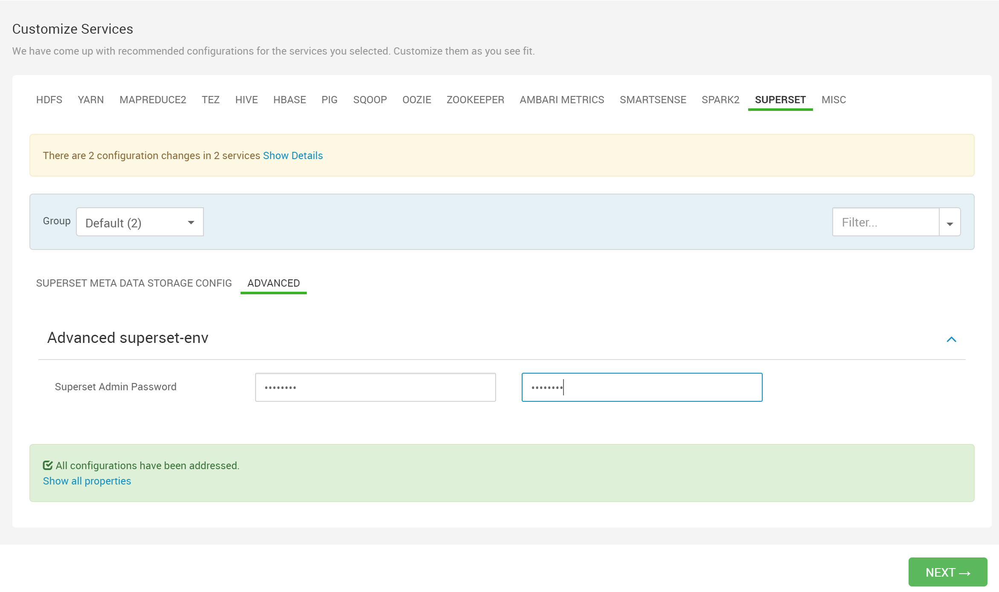 Customize Services
We have come up with recommended configurations for the services you selected. Customize them as you see fit.
HDFS YARN MAPREDUCE2 TEZ HIVE HBASE PIG SQOOP OOZIE ZOOKEEPER AMBARI METRICS SMARTSENSE SPARK2 SUPERSET MISC
There are 2 configuration changes in 2 services Show Details
Group Default (2) Filter...
SUPERSET META DATA STORAGE CONFIG ADVANCED
Advanced superset-env
Superset Admin Password •••••••• ••••••••
All configurations have been addressed.
Show all properties
NEXT →